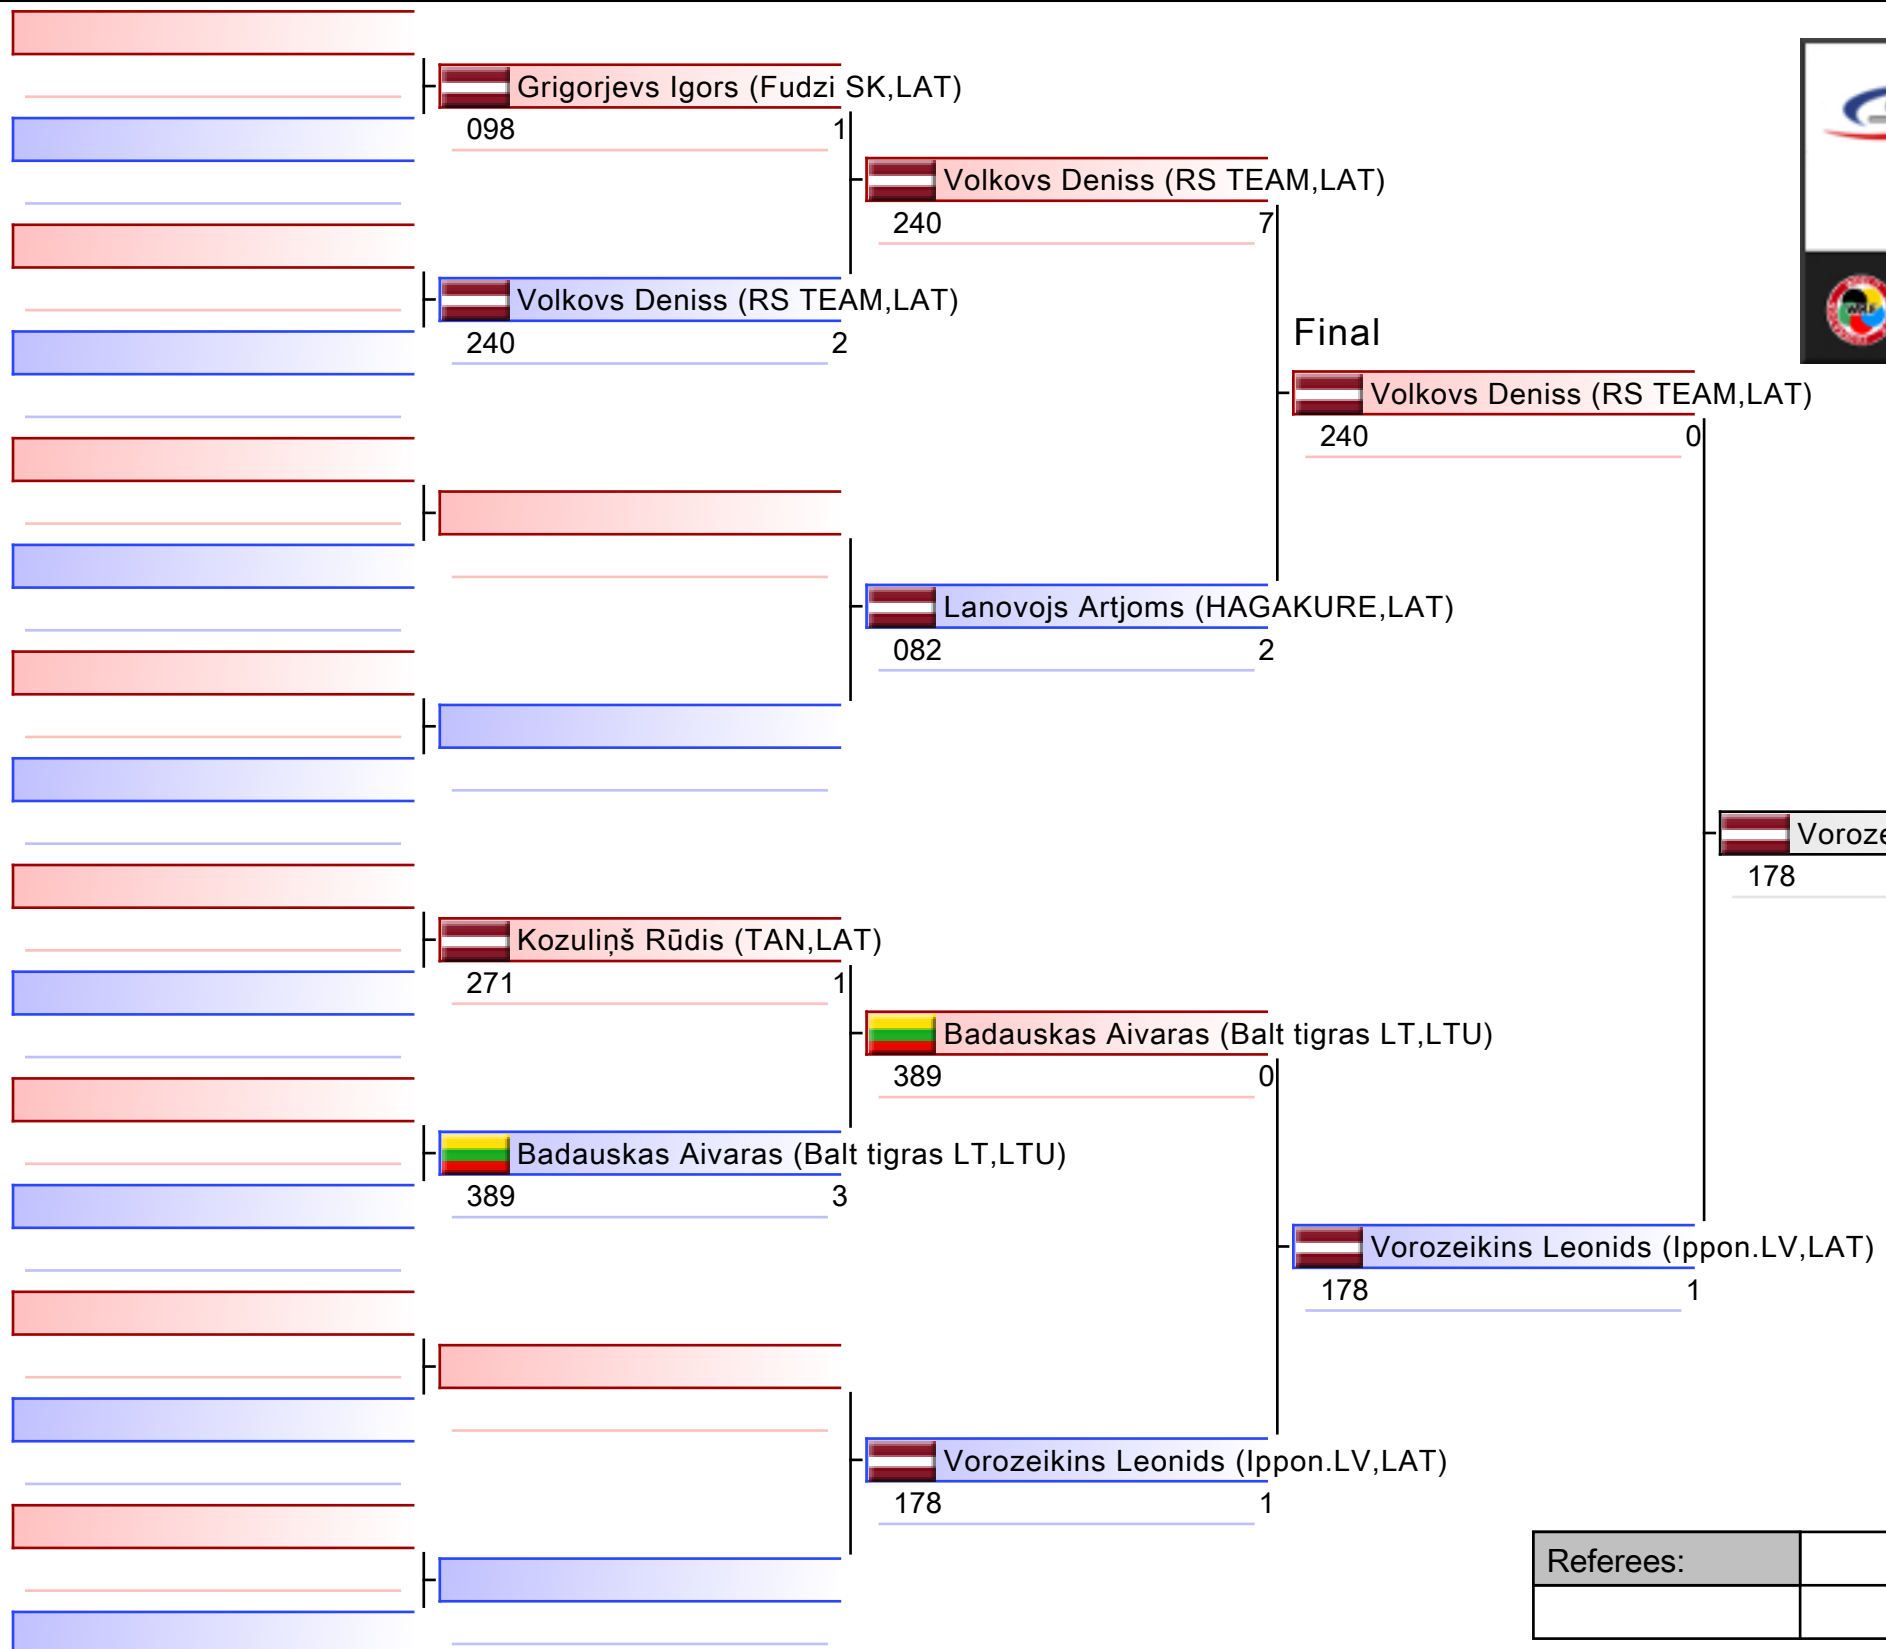 Grigorjevs Igors (Fudzi SK,LAT)
098 1
Volkovs Deniss (RS TEAM,LAT)
240 7
Volkovs Deniss (RS TEAM,LAT)
240 2
Final
Volkovs Deniss (RS TEAM,LAT)
240 0
Lanovojs Artjoms (HAGAKURE,LAT)
082 2
Voroze
178
Kozuliņš Rūdis (TAN,LAT)
271 1
Badauskas Aivaras (Balt tigras LT,LTU)
389 0
Badauskas Aivaras (Balt tigras LT,LTU)
389 3
Vorozeikins Leonids (Ippon.LV,LAT)
178 1
Vorozeikins Leonids (Ippon.LV,LAT)
178 1
Referees: